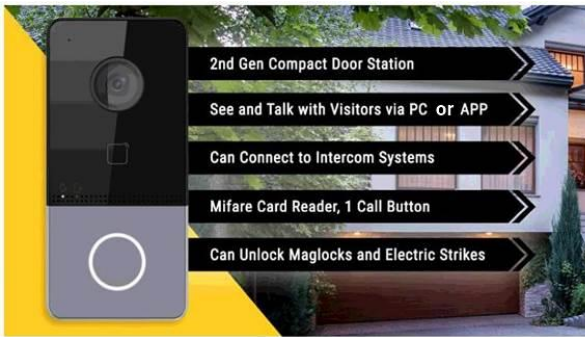 2nd Gen Compact Door Station
See and Talk with Visitors via PC or APP
Can Connect to Intercom Systems
Mifare Card Reader, 1 Call Button
Can Unlock Maglocks and Electric Strikes